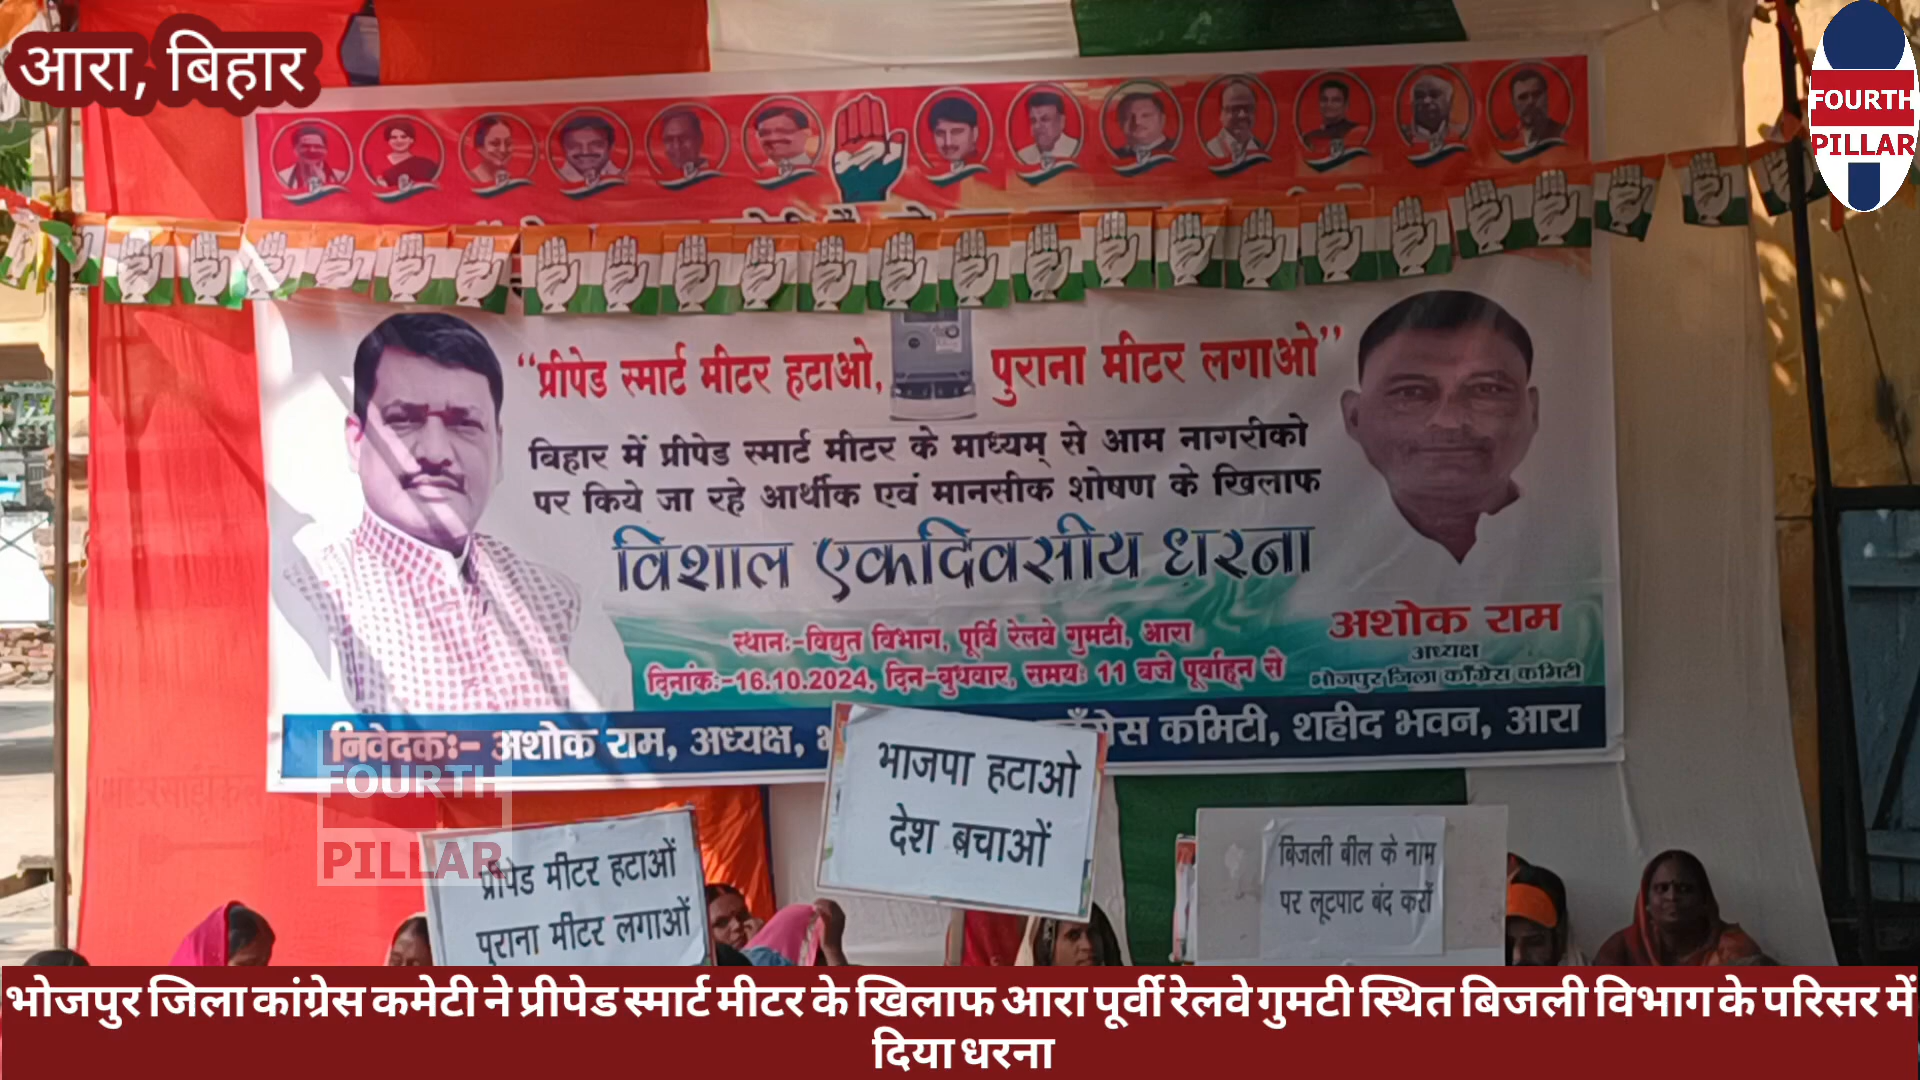 आरा, बिहार
FOURTH
PILLAR
“प्रीपेड स्मार्ट मीटर हटाओ, पुराना मीटर लगाओ”
बिहार में प्रीपेड स्मार्ट मीटर के माध्यम् से आम नागरीको
पर किये जा रहे आर्थीक एवं मानसीक शोषण के खिलाफ
विशाल एकदिवसीय धरना
स्थानः-विद्युत विभाग, पूर्वि रेलवे गुमटी, आरा
दिनांकः-16.10.2024, दिन-बुधवार, समयः 11 बजे पूर्वाहन से
अशोक राम
अध्यक्ष
भोजपुर जिला काँग्रेस कमिटी
निवेदकः- अशोक राम, अध्यक्ष, कमिटी, शहीद भवन, आरा
FOURTH
PILLAR
भाजपा हटाओ
देश बचाओं
प्रीपेड मीटर हटाओं
पुराना मीटर लगाओं
बिजली बील के नाम
पर लूटपाट बंद करों
भोजपुर जिला कांग्रेस कमेटी ने प्रीपेड स्मार्ट मीटर के खिलाफ आरा पूर्वी रेलवे गुमटी स्थित बिजली विभाग के परिसर में
दिया धरना